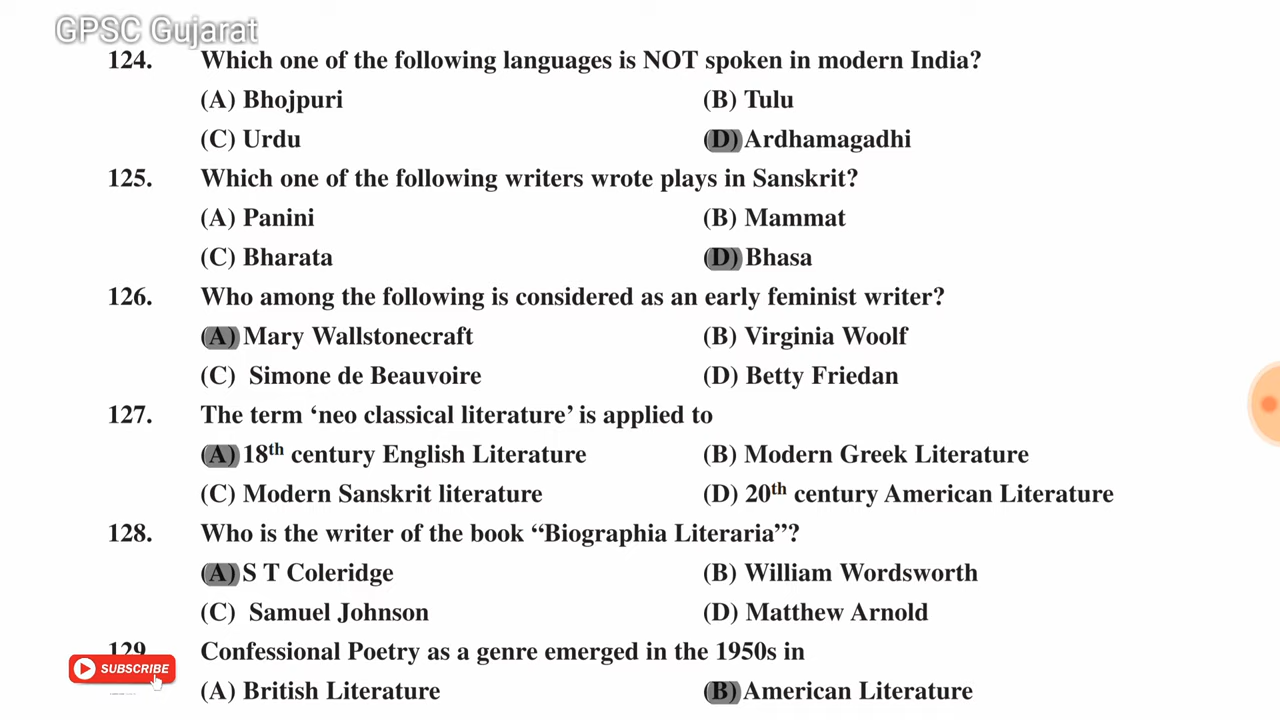 GPSC Gujarat
124. Which one of the following languages is NOT spoken in modern India?
(A) Bhojpuri (B) Tulu
(C) Urdu (D) Ardhamagadhi
125. Which one of the following writers wrote plays in Sanskrit?
(A) Panini (B) Mammat
(C) Bharata (D) Bhasa
126. Who among the following is considered as an early feminist writer?
(A) Mary Wallstonecraft (B) Virginia Woolf
(C) Simone de Beauvoire (D) Betty Friedan
127. The term ‘neo classical literature’ is applied to
(A) 18th century English Literature (B) Modern Greek Literature
(C) Modern Sanskrit literature (D) 20th century American Literature
128. Who is the writer of the book “Biographia Literaria”?
(A) S T Coleridge (B) William Wordsworth
(C) Samuel Johnson (D) Matthew Arnold
129. Confessional Poetry as a genre emerged in the 1950s in
SUBSCRIBE
(A) British Literature (B) American Literature